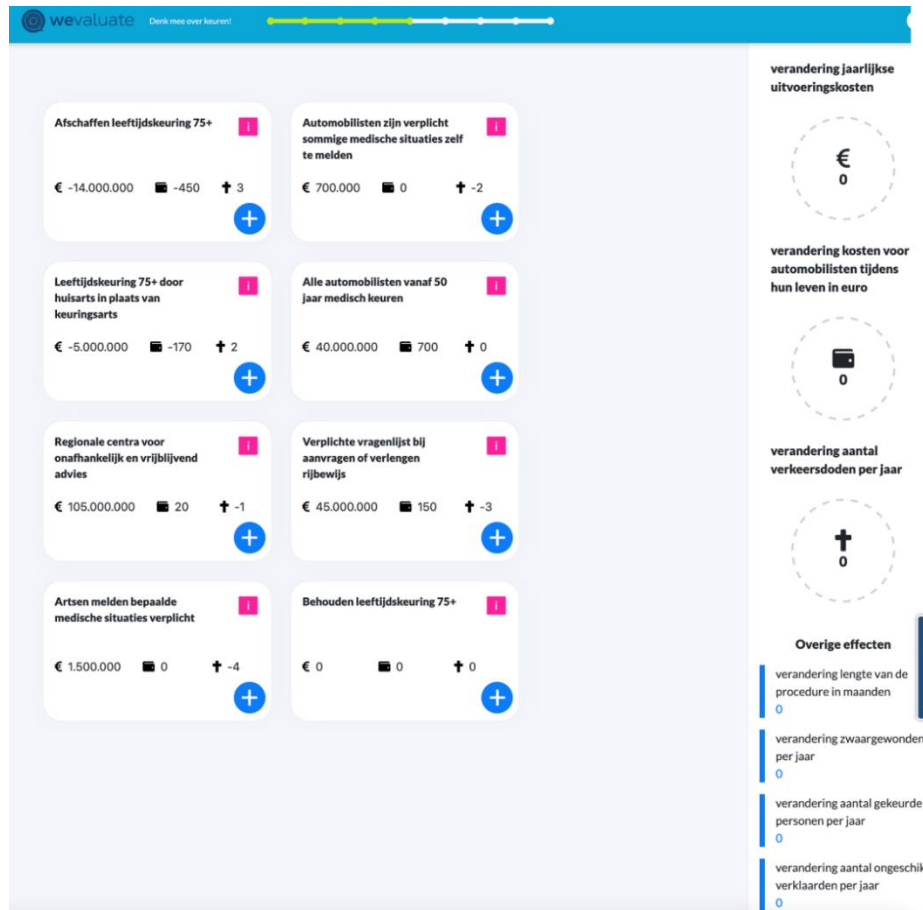 wevaluate Denk mee over keuren!
Afschaffen leeftijdskeuring 75+
i
€ -14.000.000 -450 3
Automobilisten zijn verplicht
sommige medische situaties zelf
te melden
i
€ 700.000 0 -2
Leeftijdkeuring 75+ door
huisarts in plaats van
keuringsarts
i
€ -5.000.000 -170 2
Alle automobilisten vanaf 50
jaar medisch keuren
i
€ 40.000.000 700 0
Regionale centra voor
onafhankelijk en vrijblijvend
advies
i
€ 105.000.000 20 -1
Verplichte vragenlijst bij
aanvragen of verlengen
rijbewijs
i
€ 45.000.000 150 -3
Artsen melden bepaalde
medische situaties verplicht
i
€ 1.500.000 0 -4
Behouden leeftijdskeuring 75+
i
€ 0 0 0
verandering jaarlijkse
uitvoeringskosten
€
0
verandering kosten voor
automobilisten tijdens
hun leven in euro
0
verandering aantal
verkeersdoden per jaar
0
Overige effecten
verandering lengte van de
procedure in maanden
0
verandering zwaargewonden
per jaar
0
verandering aantal gekeurde
personen per jaar
0
verandering aantal ongeschik
verklaarden per jaar
0